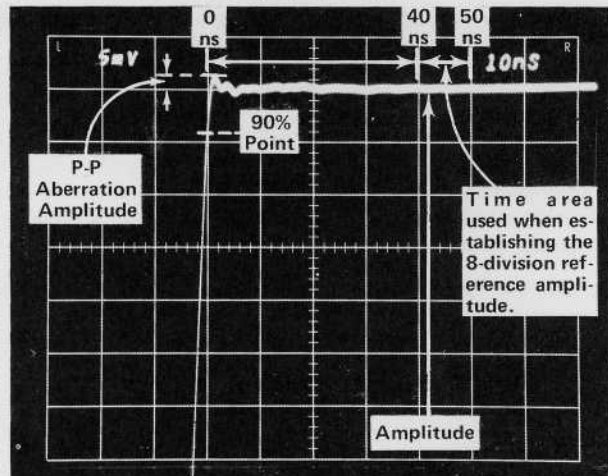 0
ns
40
ns
50
ns
L
R
5mV
10nS
90%
Point
P-P
Aberration
Amplitude
Time area
used when es-
tablishing the
8-division ref-
erence ampli-
tude.
Amplitude